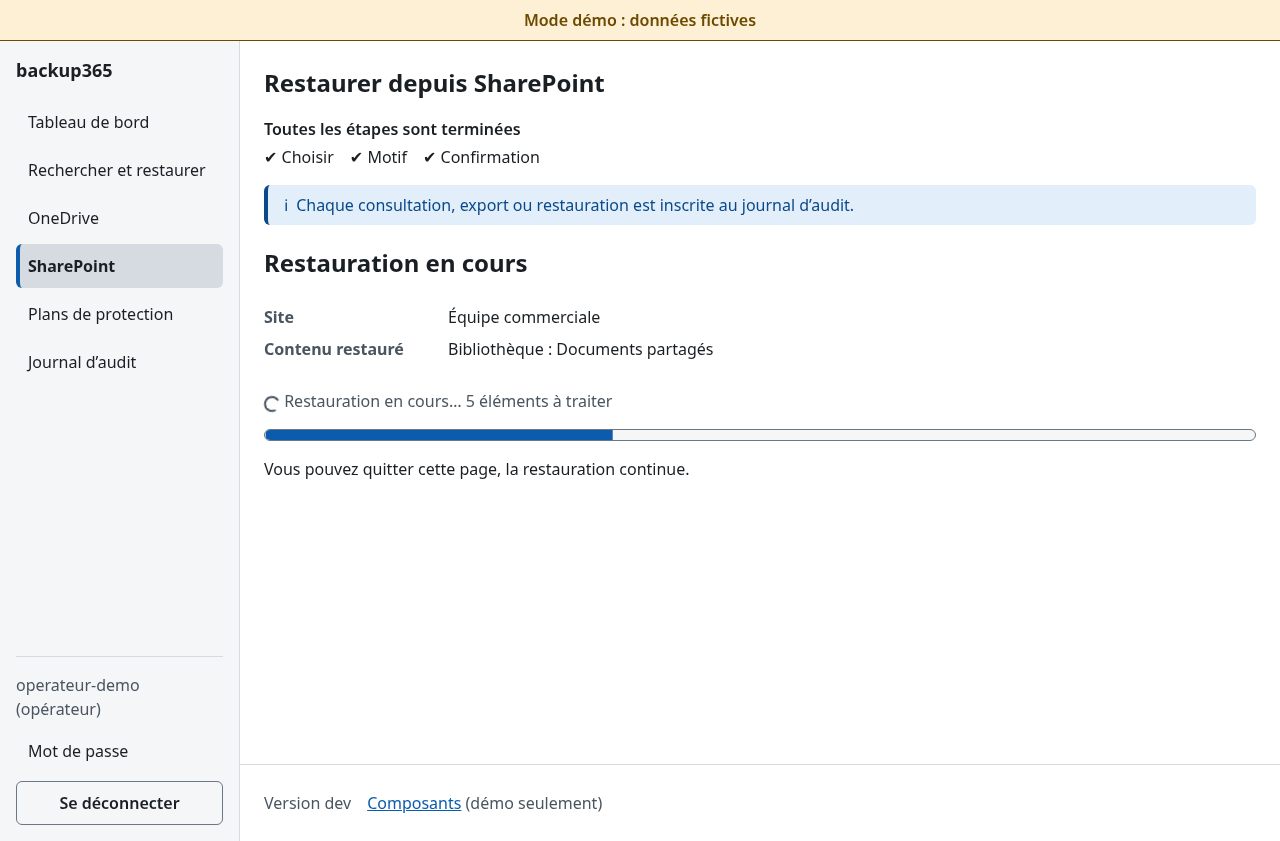 Mode démo : données fictives
backup365
Tableau de bord
Rechercher et restaurer
OneDrive
SharePoint
Plans de protection
Journal d’audit
operateur-demo
(opérateur)
Mot de passe
Se déconnecter
Restaurer depuis SharePoint
Toutes les étapes sont terminées
✔ Choisir ✔ Motif ✔ Confirmation
i Chaque consultation, export ou restauration est inscrite au journal d’audit.
Restauration en cours
Site Équipe commerciale
Contenu restauré Bibliothèque : Documents partagés
Restauration en cours… 5 éléments à traiter
Vous pouvez quitter cette page, la restauration continue.
Version dev Composants (démo seulement)